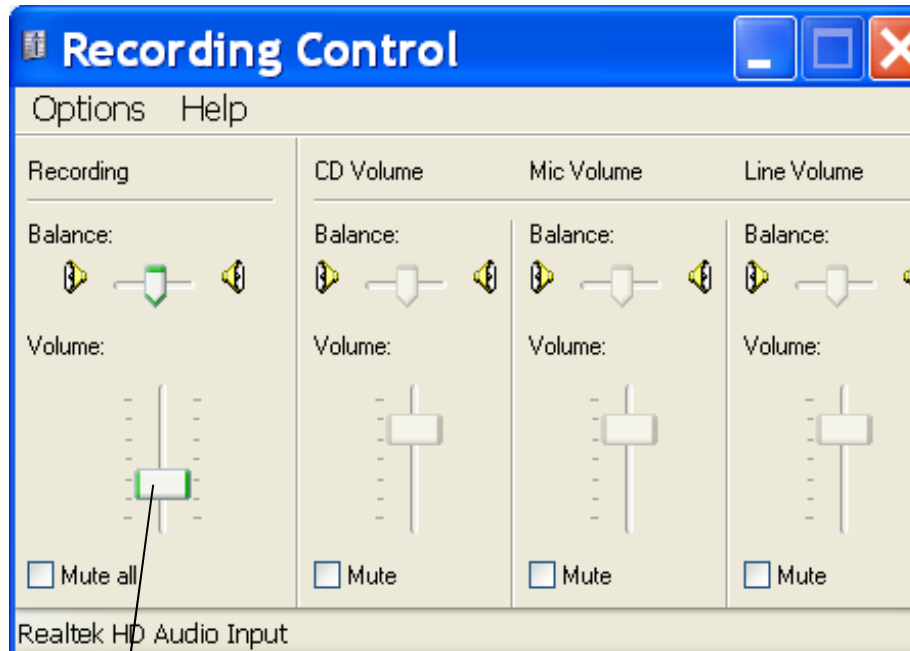 Recording Control
Options Help
Recording CD Volume Mic Volume Line Volume
Balance: Balance: Balance: Balance:
Volume: Volume: Volume: Volume:
Mute all Mute Mute Mute
Realtek HD Audio Input